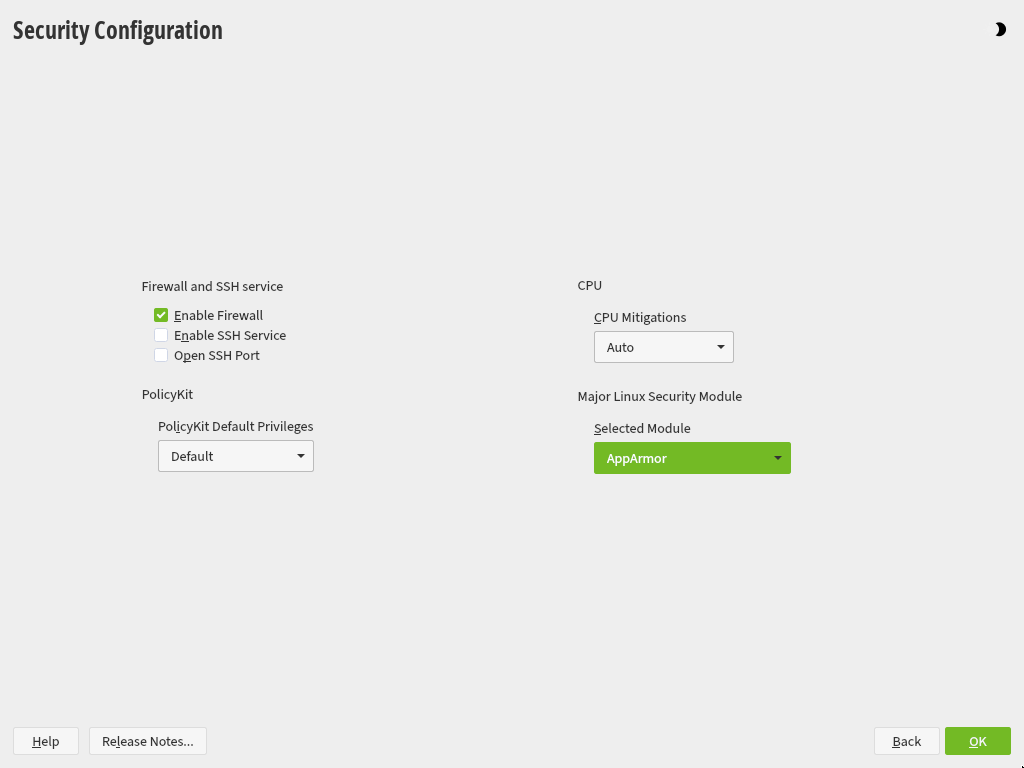 Security Configuration
Firewall and SSH service
Enable Firewall
Enable SSH Service
Open SSH Port
PolicyKit
PolicyKit Default Privileges
Default
CPU
CPU Mitigations
Auto
Major Linux Security Module
Selected Module
AppArmor
Help
Release Notes...
Back
OK